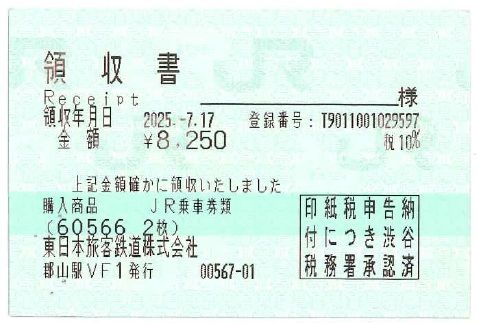 領収書
Receipt 様
領収年月日 2025.-7.17 登録番号:T9011001029597
金額 ¥8,250 税10%
上記金額確かに領収いたしました
購入商品 JR乗車券類
(60566 2枚)
東日本旅客鉄道株式会社
郡山駅VF1発行 00567-01
印紙税申告納
付につき渋谷
税務署承認済